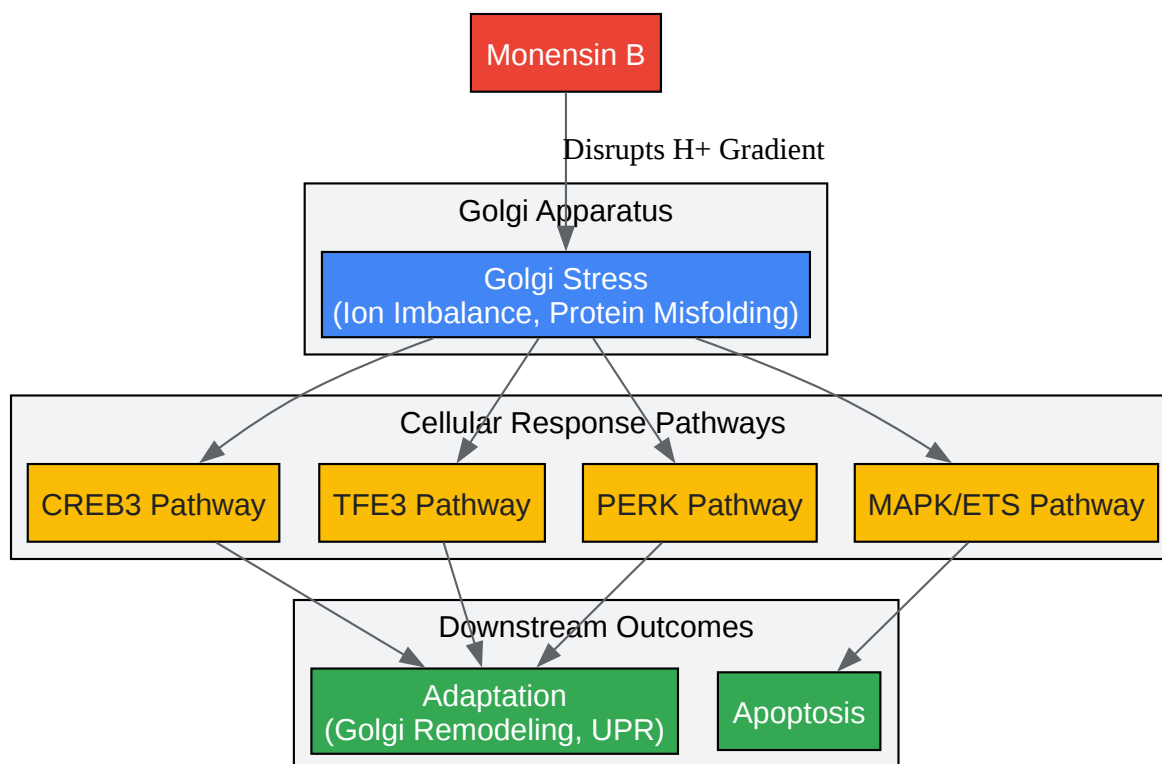 Monensin B
Disrupts H+ Gradient
Golgi Apparatus
Golgi Stress
(Ion Imbalance, Protein Misfolding)
Cellular Response Pathways
CREB3 Pathway
TFE3 Pathway
PERK Pathway
MAPK/ETS Pathway
Downstream Outcomes
Adaptation
(Golgi Remodeling, UPR)
Apoptosis